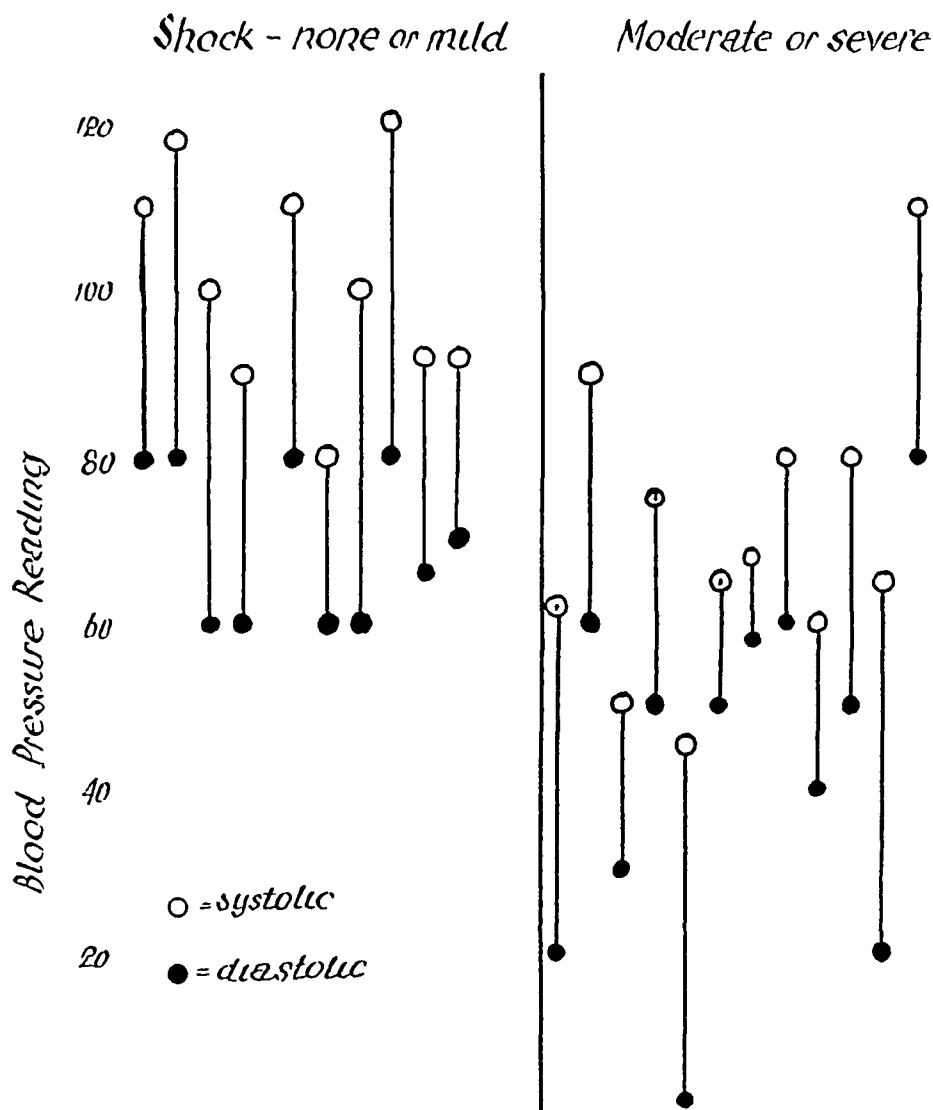 Shock - none or mild
Moderate or severe
120
100
80
60
40
20
Blood Pressure Reading
= systolic
= diastolic